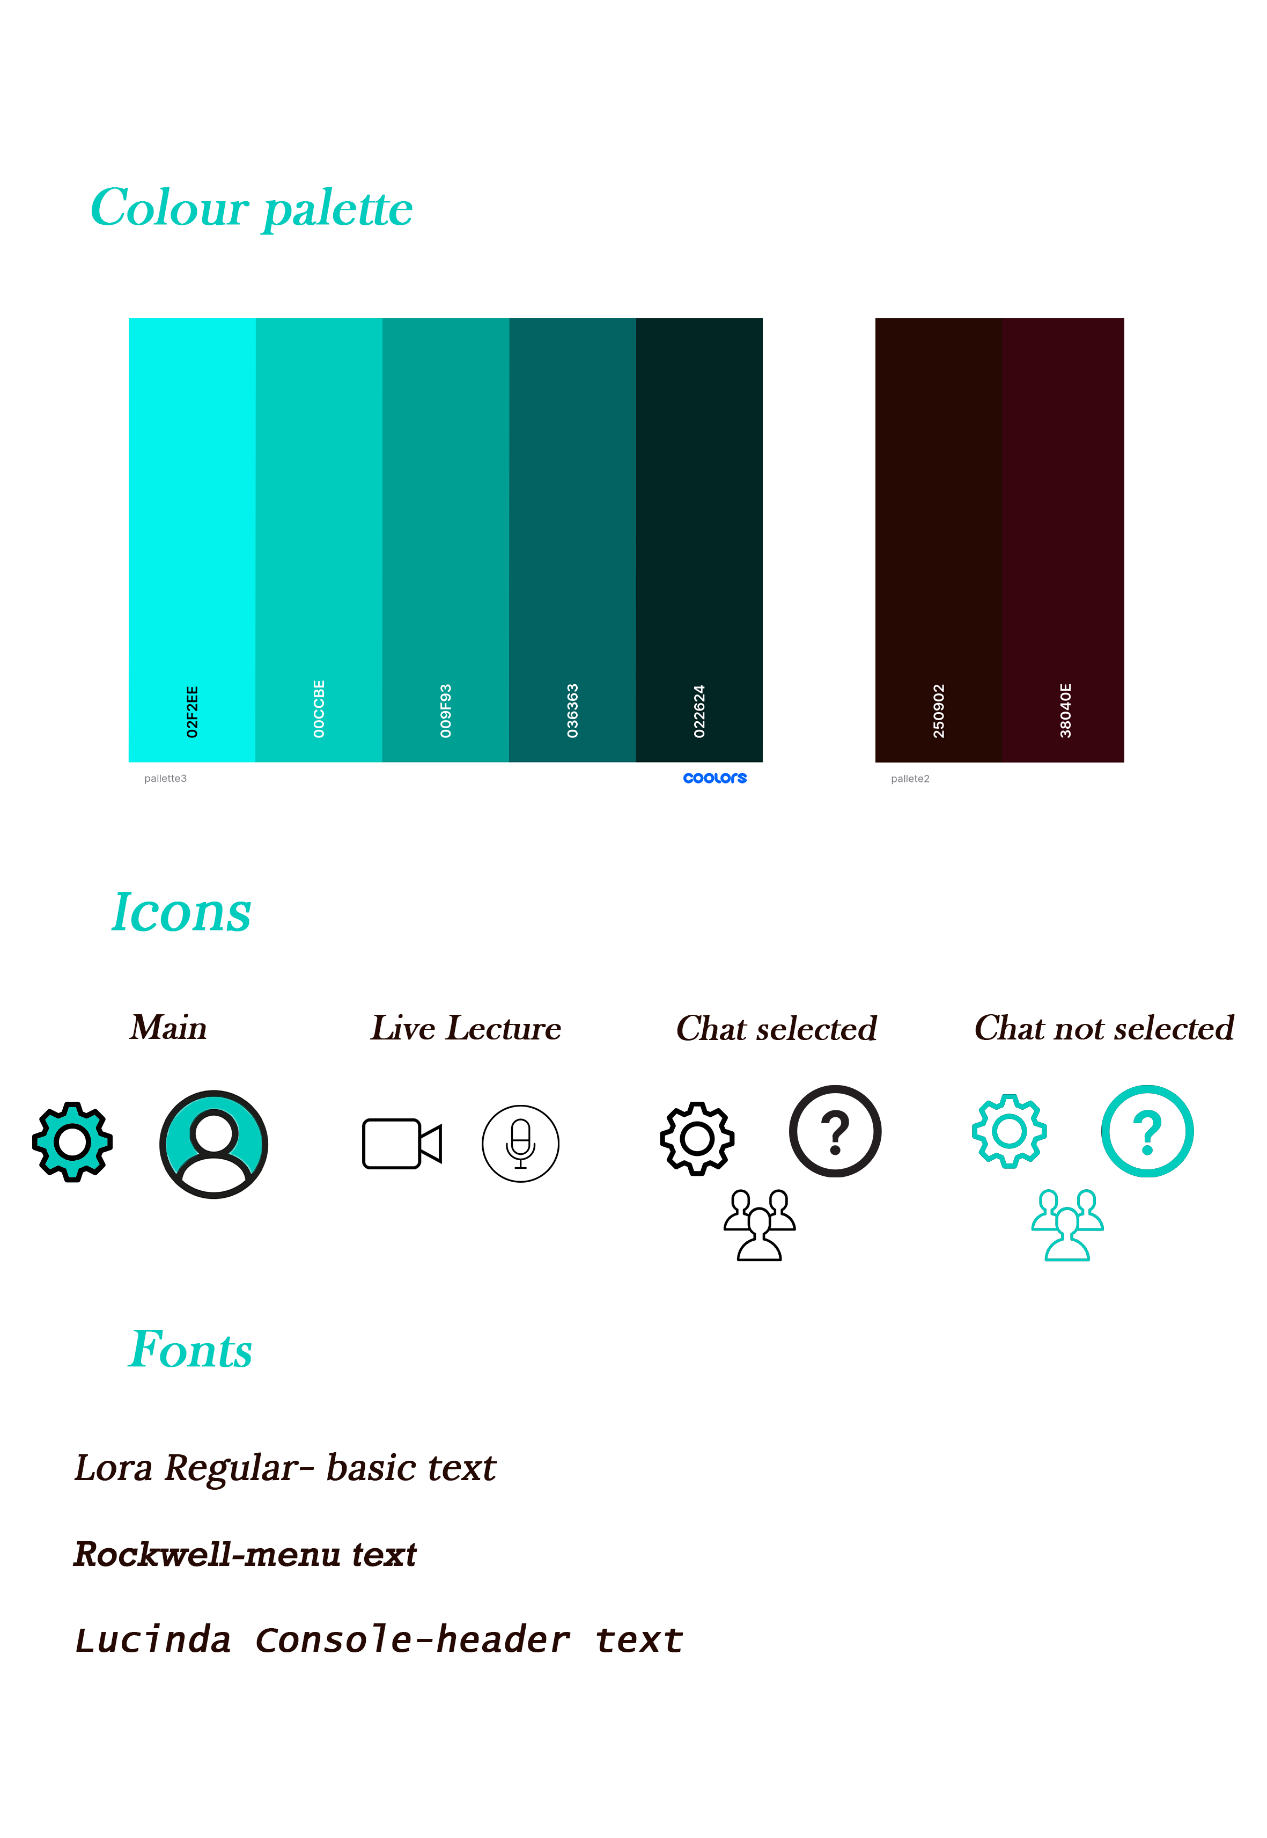 Colour palette
02F2EE
00CCBE
009F93
036363
022624
250902
38040E
pallette3
coolors
pallete2
Icons
Main
Live Lecture
Chat selected
Chat not selected
?
?
Fonts
Lora Regular- basic text
Rockwell-menu text
Lucinda Console-header text